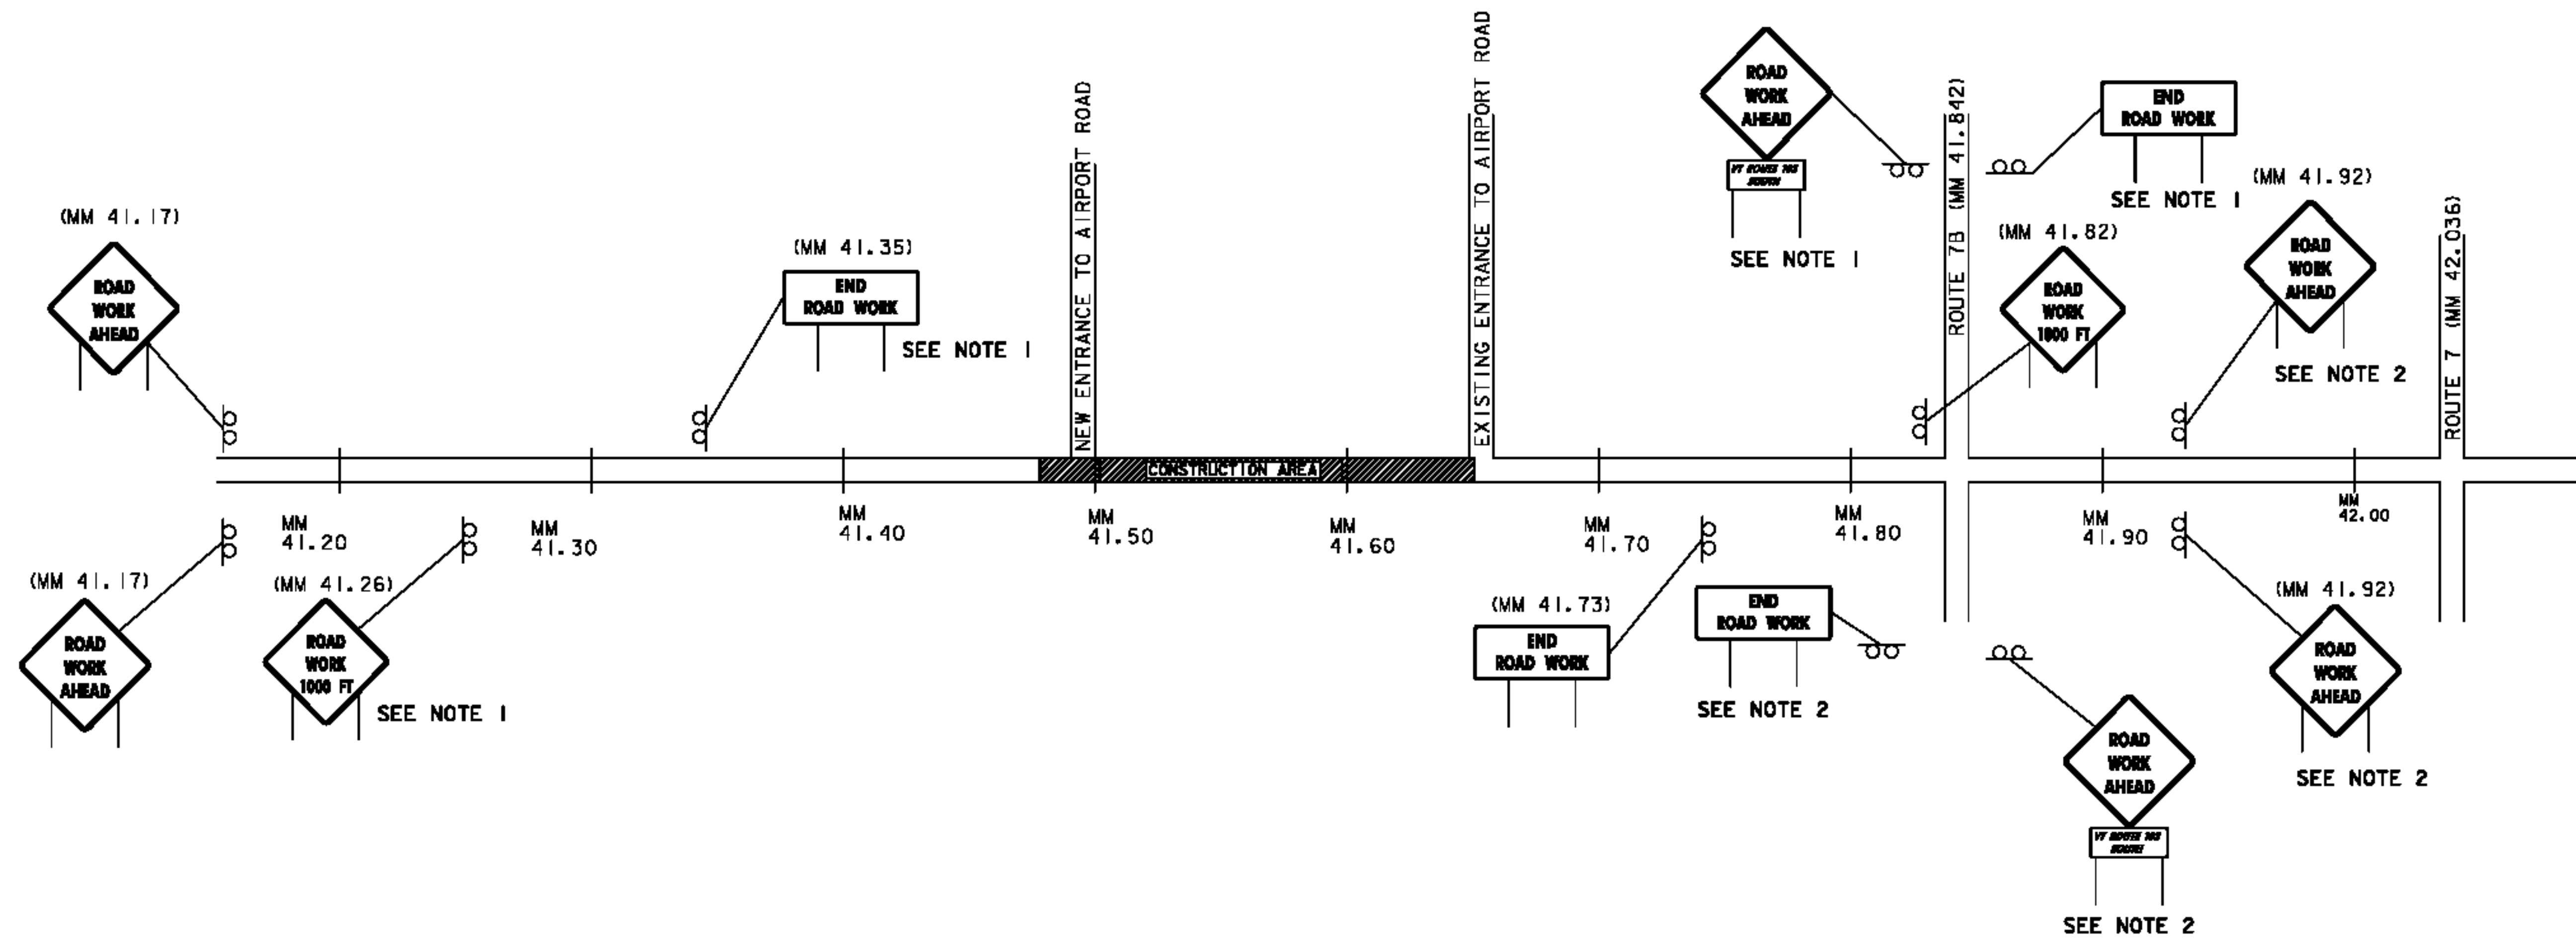 (MM 41.17)
ROAD
WORK
AHEAD
(MM 41.35)
END
ROAD WORK
SEE NOTE 1
NEW ENTRANCE TO AIRPORT ROAD
EXISTING ENTRANCE TO AIRPORT ROAD
ROAD
WORK
AHEAD
SOUTH
SEE NOTE 1
ROUTE 7B (MM 41.842)
END
ROAD WORK
SEE NOTE 1
(MM 41.82)
ROAD
WORK
1000 FT
(MM 41.92)
ROAD
WORK
AHEAD
SEE NOTE 2
ROUTE 7 (MM 42.036)
CONSTRUCTION AREA
MM
41.20
MM
41.30
MM
41.40
MM
41.50
MM
41.60
MM
41.70
MM
41.80
MM
41.90
MM
42.00
(MM 41.17)
ROAD
WORK
AHEAD
(MM 41.26)
ROAD
WORK
1000 FT
SEE NOTE 1
(MM 41.73)
END
ROAD WORK
END
ROAD WORK
SEE NOTE 2
(MM 41.92)
ROAD
WORK
AHEAD
SEE NOTE 2
ROAD
WORK
AHEAD
VT ROUTE
SOUTH
SEE NOTE 2